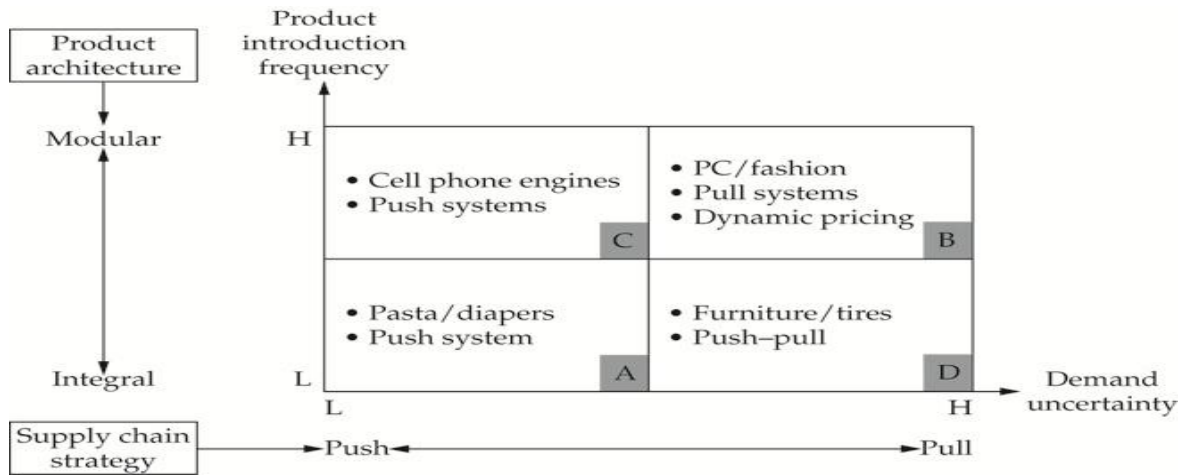 Product
architecture
Modular
Integral
Supply chain
strategy
Product
introduction
frequency
H
• Cell phone engines
• Push systems
C
• PC/fashion
• Pull systems
• Dynamic pricing
B
• Pasta/diapers
• Push system
A
• Furniture/tires
• Push–pull
D
L
L
H
Demand
uncertainty
Push
Pull